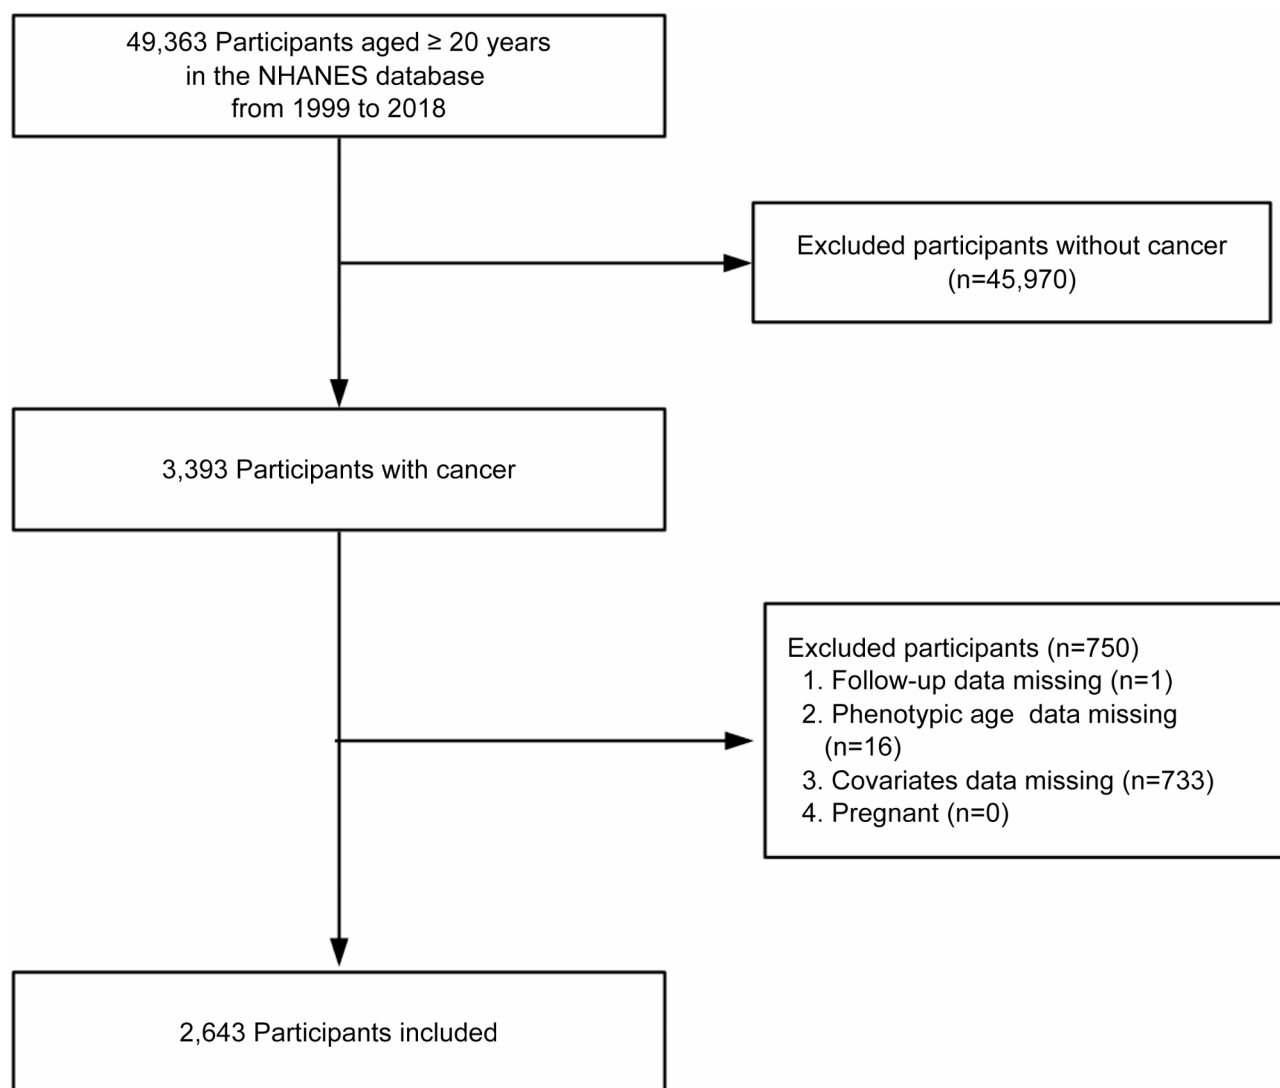 49,363 Participants aged ≥ 20 years
in the NHANES database
from 1999 to 2018
Excluded participants without cancer
(n=45,970)
3,393 Participants with cancer
Excluded participants (n=750)
1. Follow-up data missing (n=1)
2. Phenotypic age  data missing
(n=16)
3. Covariates data missing (n=733)
4. Pregnant (n=0)
2,643 Participants included